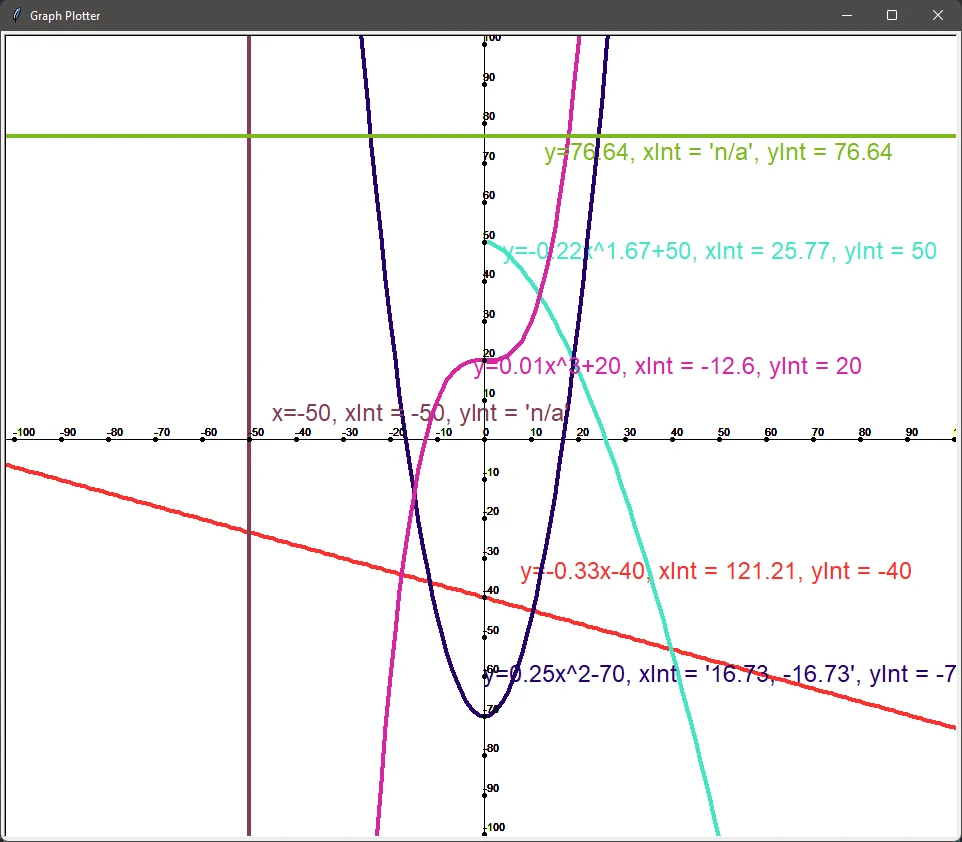 Graph Plotter
100
90
80
y=76.64, xInt = 'n/a', yInt = 76.64
70
60
50
y=-0.22x^1.67+50, xInt = 25.77, yInt = 50
40
30
20
y=0.01x^3+20, xInt = -12.6, yInt = 20
10
x=-50, xInt = -50, yInt = 'n/a'
-100 -90 -80 -70 -60 -50 -40 -30 -20 -10 0 10 20 30 40 50 60 70 80 90
-10
-20
-30
y=-0.33x-40, xInt = 121.21, yInt = -40
-40
-50
-60
y=0.25x^2-70, xInt = '16.73, -16.73', yInt = -7
-70
-80
-90
-100